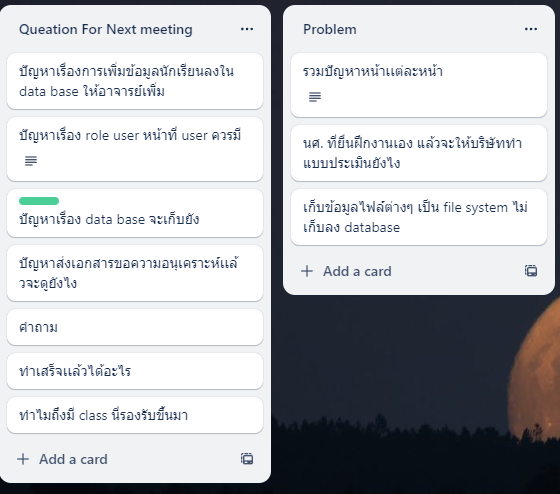 Queation For Next meeting
ปัญหาเรื่องการเพิ่มข้อมูลนักเรียนลงใน
data base ให้อาจารย์เพิ่ม
ปัญหาเรื่อง role user หน้าที่ user ควรมี
ปัญหาเรื่อง data base จะเก็บยัง
ปัญหาส่งเอกสารขอความอนุเคราะห์แล้
วจะดูยังไง
คำถาม
ทำเสร็จแล้วได้อะไร
ทำไมถึงมี class นี้รองรับขึ้นมา
Add a card
Problem
รวมปัญหาหน้าแต่ละหน้า
นศ. ที่ยื่นฝึกงานเอง แล้วจะให้บริษัททำ
แบบประเมินยังไง
เก็บข้อมูลไฟล์ต่างๆ เป็น file system ไม่
เก็บลง database
Add a card